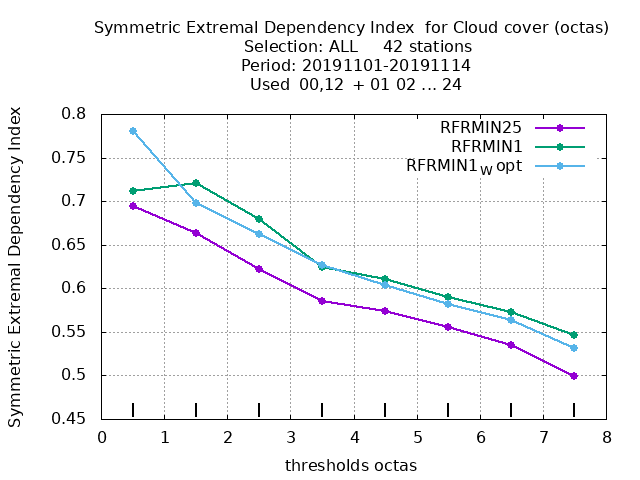 Symmetric Extremal Dependency Index  for Cloud cover (octas)
Selection: ALL     42 stations
Period: 20191101-20191114
Used  00,12  + 01 02 ... 24
Symmetric Extremal Dependency Index
0.8
0.75
0.7
0.65
0.6
0.55
0.5
0.45
RFRMIN25
RFRMIN1
RFRMIN1W opt
0 1 2 3 4 5 6 7 8
thresholds octas